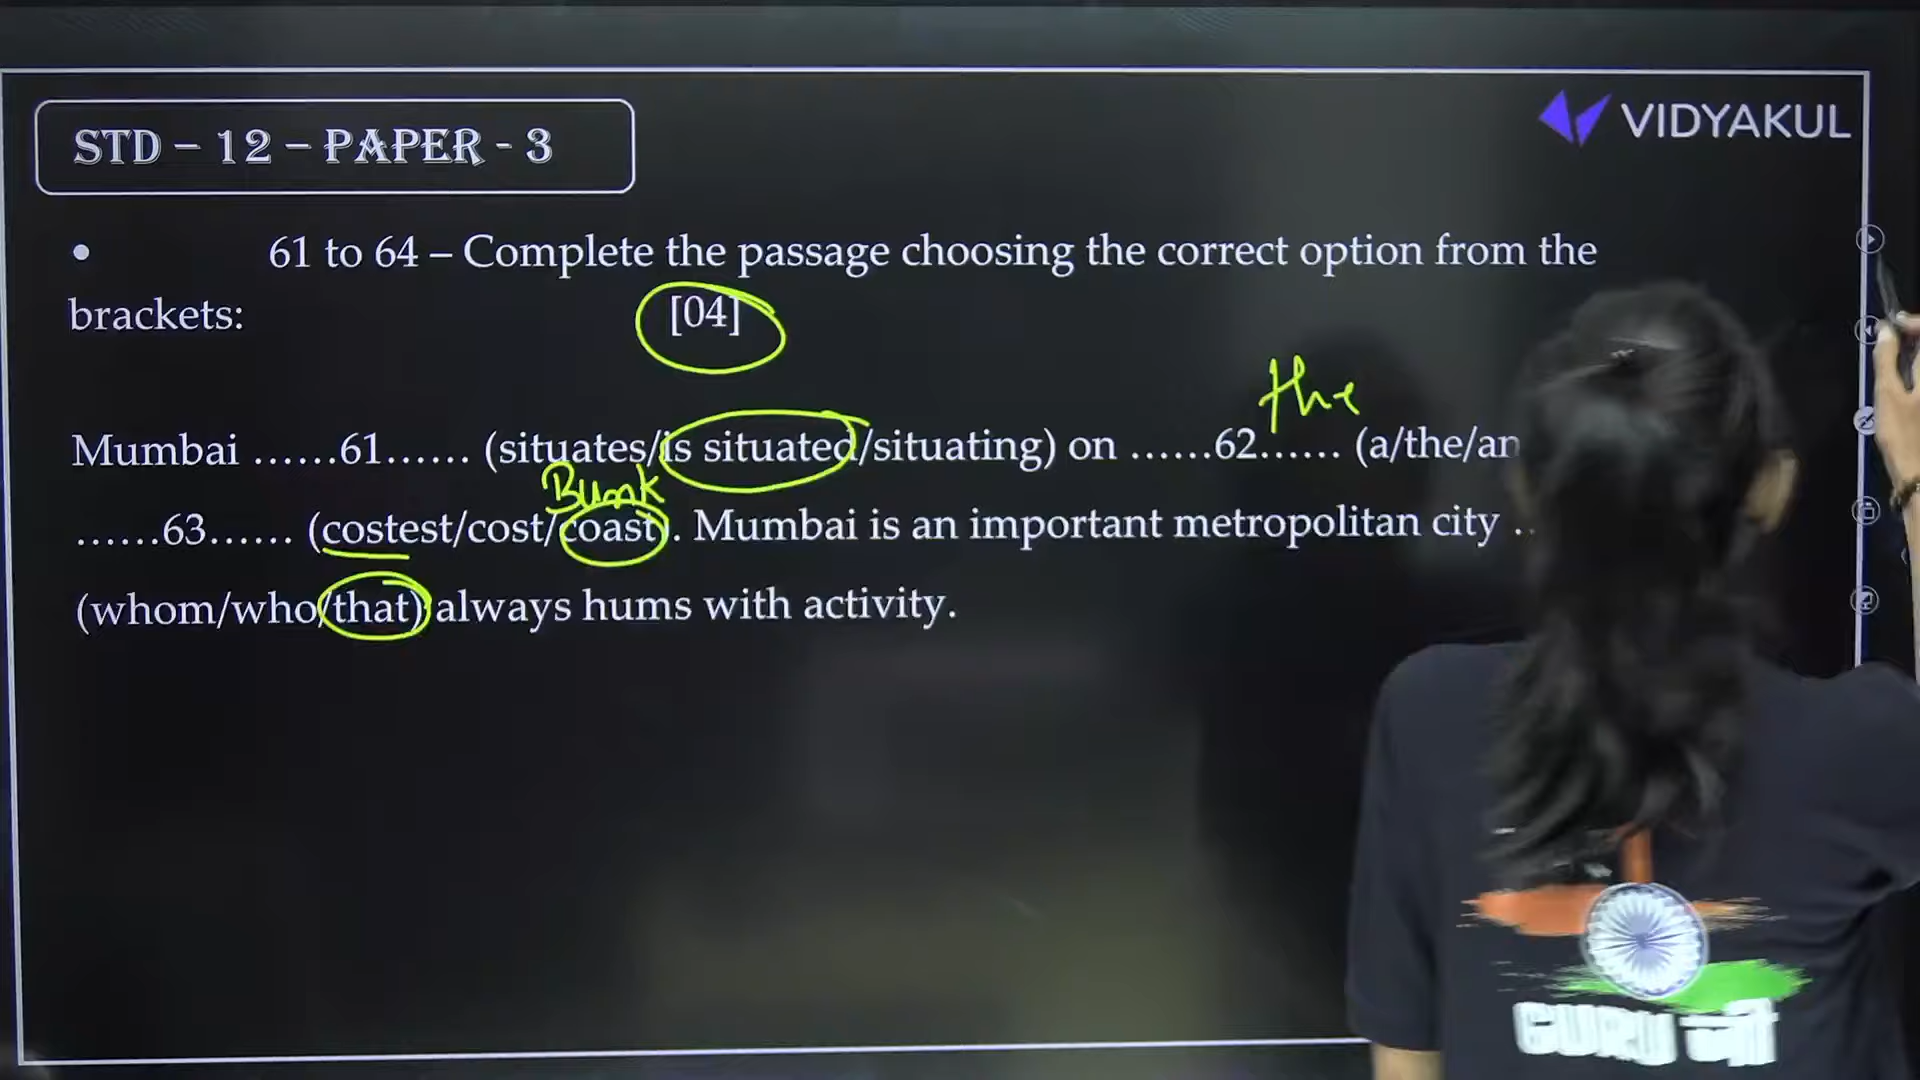 STD – 12 – PAPER - 3
VIDYAKUL
• 61 to 64 – Complete the passage choosing the correct option from the
brackets: [04]
the
Mumbai ......61...... (situates/is situated/situating) on ......62...... (a/the/an
Bunk
......63...... (costest/cost/coast). Mumbai is an important metropolitan city ..
(whom/who/that) always hums with activity.
GURU जी